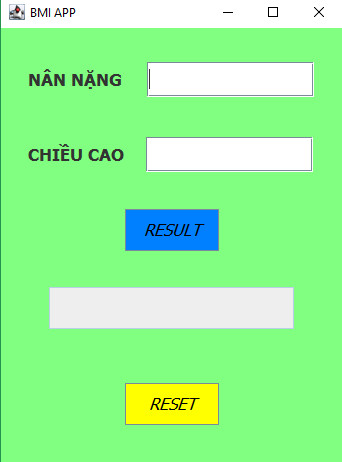 BMI APP
NÂN NẶNG
CHIỀU CAO
RESULT
RESET